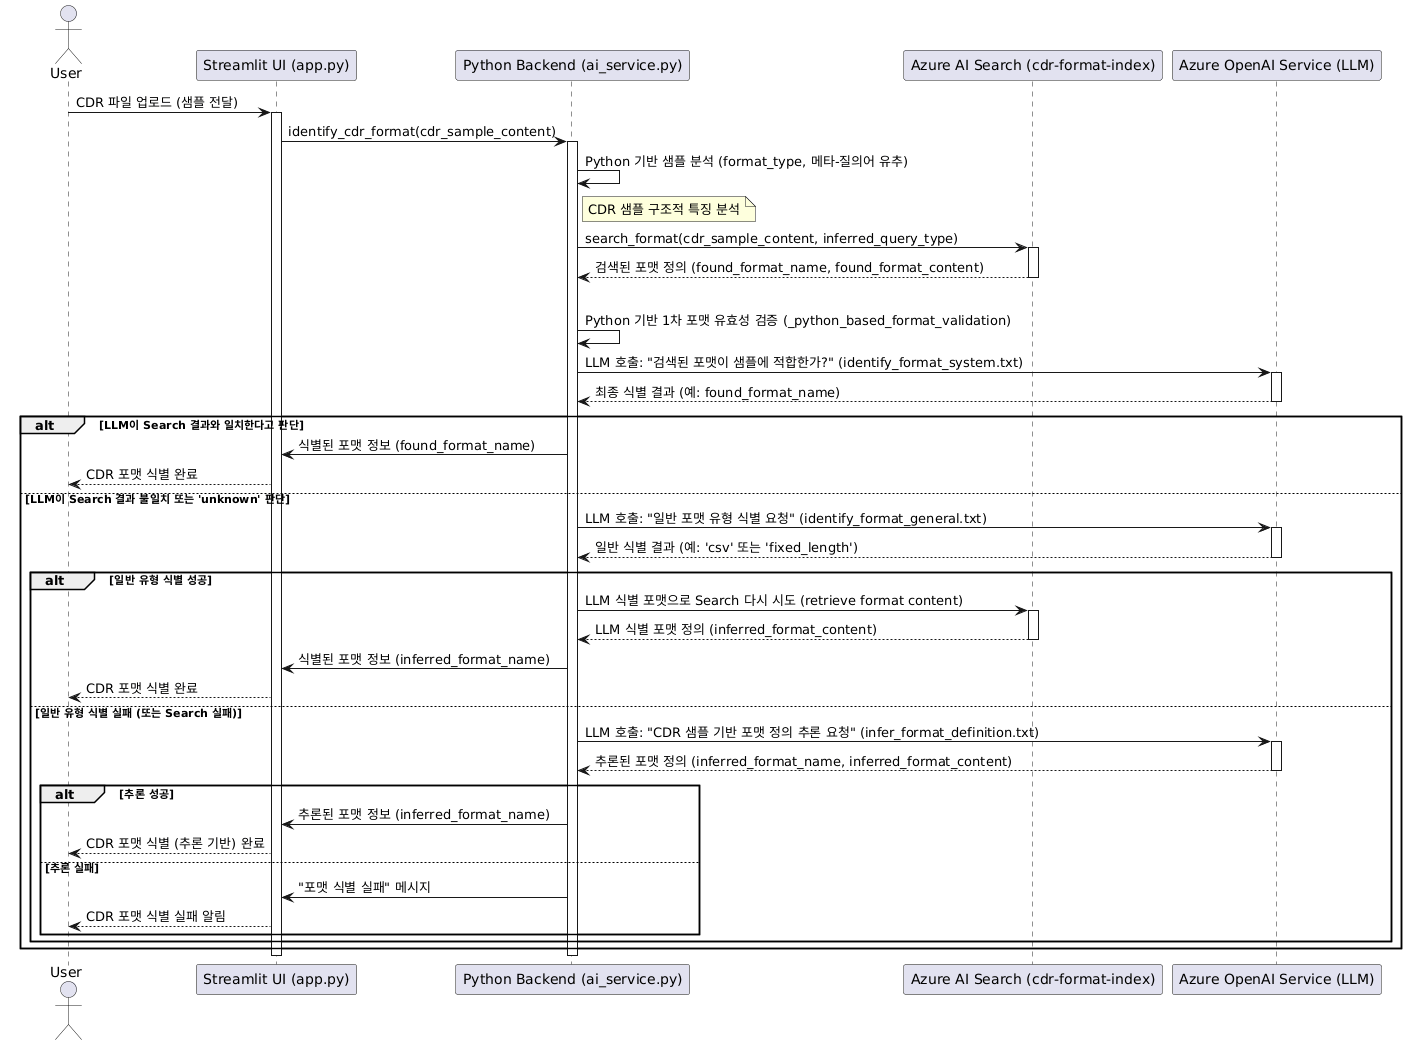 User
Streamlit UI (app.py)
Python Backend (ai_service.py)
Azure AI Search (cdr-format-index)
Azure OpenAI Service (LLM)
CDR 파일 업로드 (샘플 전달)
identify_cdr_format(cdr_sample_content)
Python 기반 샘플 분석 (format_type, 메타-질의어 유추)
CDR 샘플 구조적 특징 분석
search_format(cdr_sample_content, inferred_query_type)
검색된 포맷 정의 (found_format_name, found_format_content)
Python 기반 1차 포맷 유효성 검증 (_python_based_format_validation)
LLM 호출: "검색된 포맷이 샘플에 적합한가?" (identify_format_system.txt)
최종 식별 결과 (예: found_format_name)
alt
[LLM이 Search 결과와 일치한다고 판단]
식별된 포맷 정보 (found_format_name)
CDR 포맷 식별 완료
[LLM이 Search 결과 불일치 또는 'unknown' 판단]
LLM 호출: "일반 포맷 유형 식별 요청" (identify_format_general.txt)
일반 식별 결과 (예: 'csv' 또는 'fixed_length')
alt
[일반 유형 식별 성공]
LLM 식별 포맷으로 Search 다시 시도 (retrieve format content)
LLM 식별 포맷 정의 (inferred_format_content)
식별된 포맷 정보 (inferred_format_name)
CDR 포맷 식별 완료
[일반 유형 식별 실패 (또는 Search 실패)]
LLM 호출: "CDR 샘플 기반 포맷 정의 추론 요청" (infer_format_definition.txt)
추론된 포맷 정의 (inferred_format_name, inferred_format_content)
alt
[추론 성공]
추론된 포맷 정보 (inferred_format_name)
CDR 포맷 식별 (추론 기반) 완료
[추론 실패]
"포맷 식별 실패" 메시지
CDR 포맷 식별 실패 알림
User
Streamlit UI (app.py)
Python Backend (ai_service.py)
Azure AI Search (cdr-format-index)
Azure OpenAI Service (LLM)